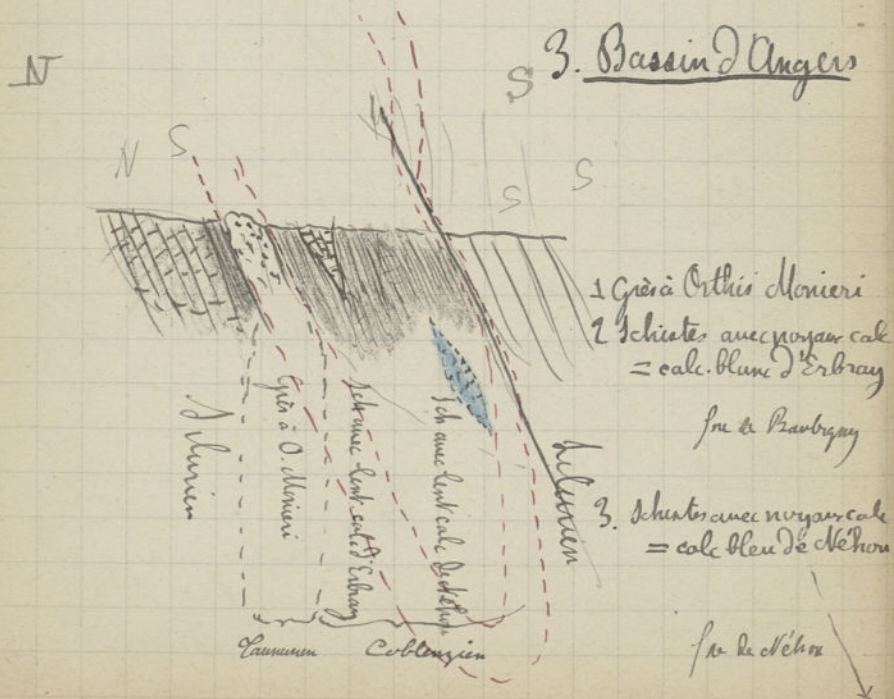 3. Bassin d'Angers
N
S
N S
S S
1 Grès à Orthis Monieri
2 Schistes avec noyaux calc
= calc. blanc d'Erbray
fne de Baubigny
3. Schistes avec noyaux calc
= calc bleu de Néhou
fne de Néhou
Silurien
Grès à O. Monieri
Sch avec lent calc d'Erbray
Sch avec lent calc de Néhou
Silurien
Taunusien Coblenzien